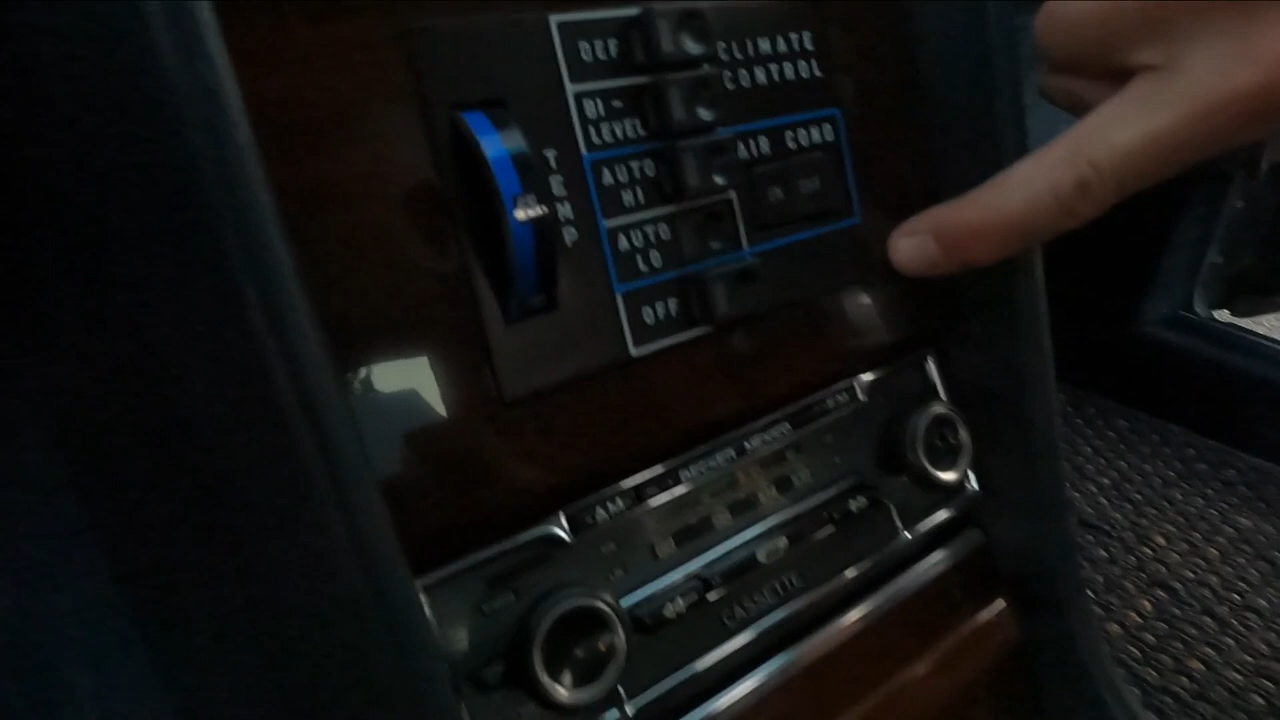 DEF
CLIMATE
CONTROL
BI-
LEVEL
AIR COND
AUTO
HI
TEMP
AUTO
LO
OFF
AM
CASSETTE